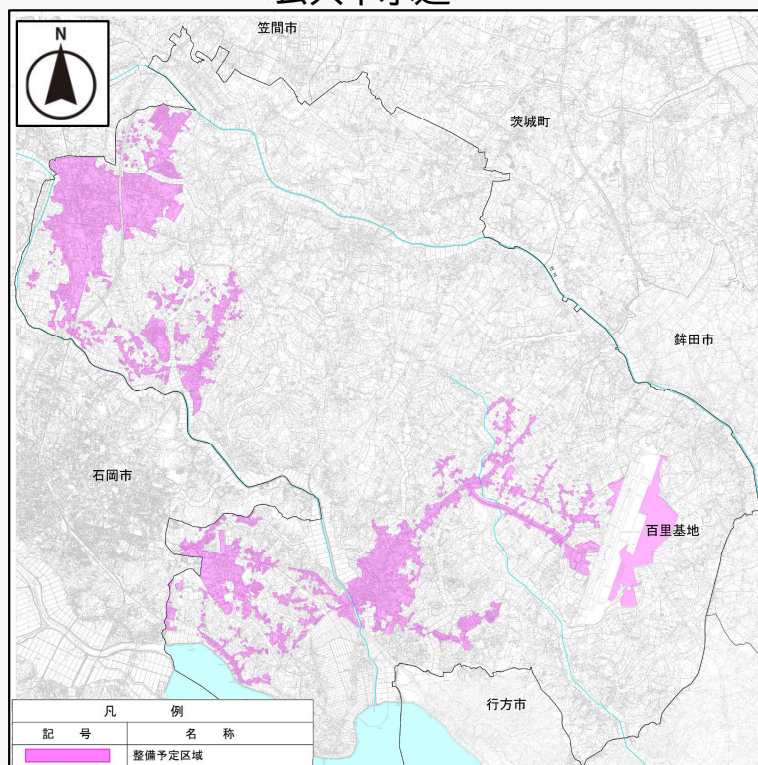 N
笠間市
茨城町
鉾田市
石岡市
百里基地
行方市
凡 例
記 号 名 称
整備予定区域